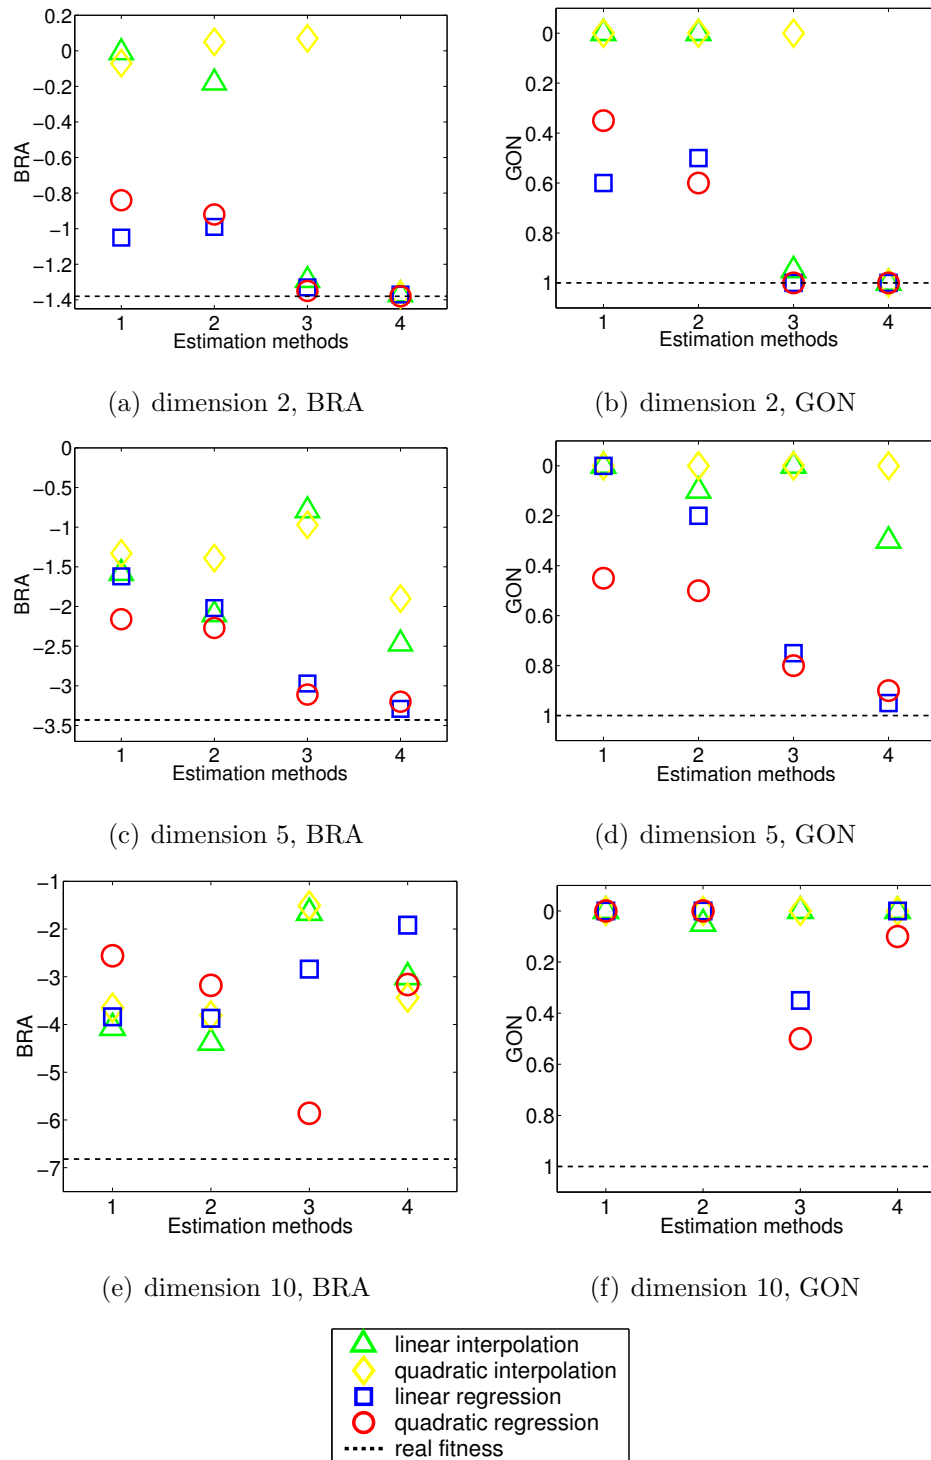 0.2
0
−0.2
−0.4
−0.6
−0.8
−1
−1.2
−1.4
BRA
1 2 3 4
Estimation methods
(a) dimension 2, BRA
0
0.2
0.4
0.6
0.8
1
GON
1 2 3 4
Estimation methods
(b) dimension 2, GON
0
−0.5
−1
−1.5
−2
−2.5
−3
−3.5
BRA
1 2 3 4
Estimation methods
(c) dimension 5, BRA
0
0.2
0.4
0.6
0.8
1
GON
1 2 3 4
Estimation methods
(d) dimension 5, GON
−1
−2
−3
−4
−5
−6
−7
BRA
1 2 3 4
Estimation methods
(e) dimension 10, BRA
0
0.2
0.4
0.6
0.8
1
GON
1 2 3 4
Estimation methods
(f) dimension 10, GON
linear interpolation
quadratic interpolation
linear regression
quadratic regression
real fitness